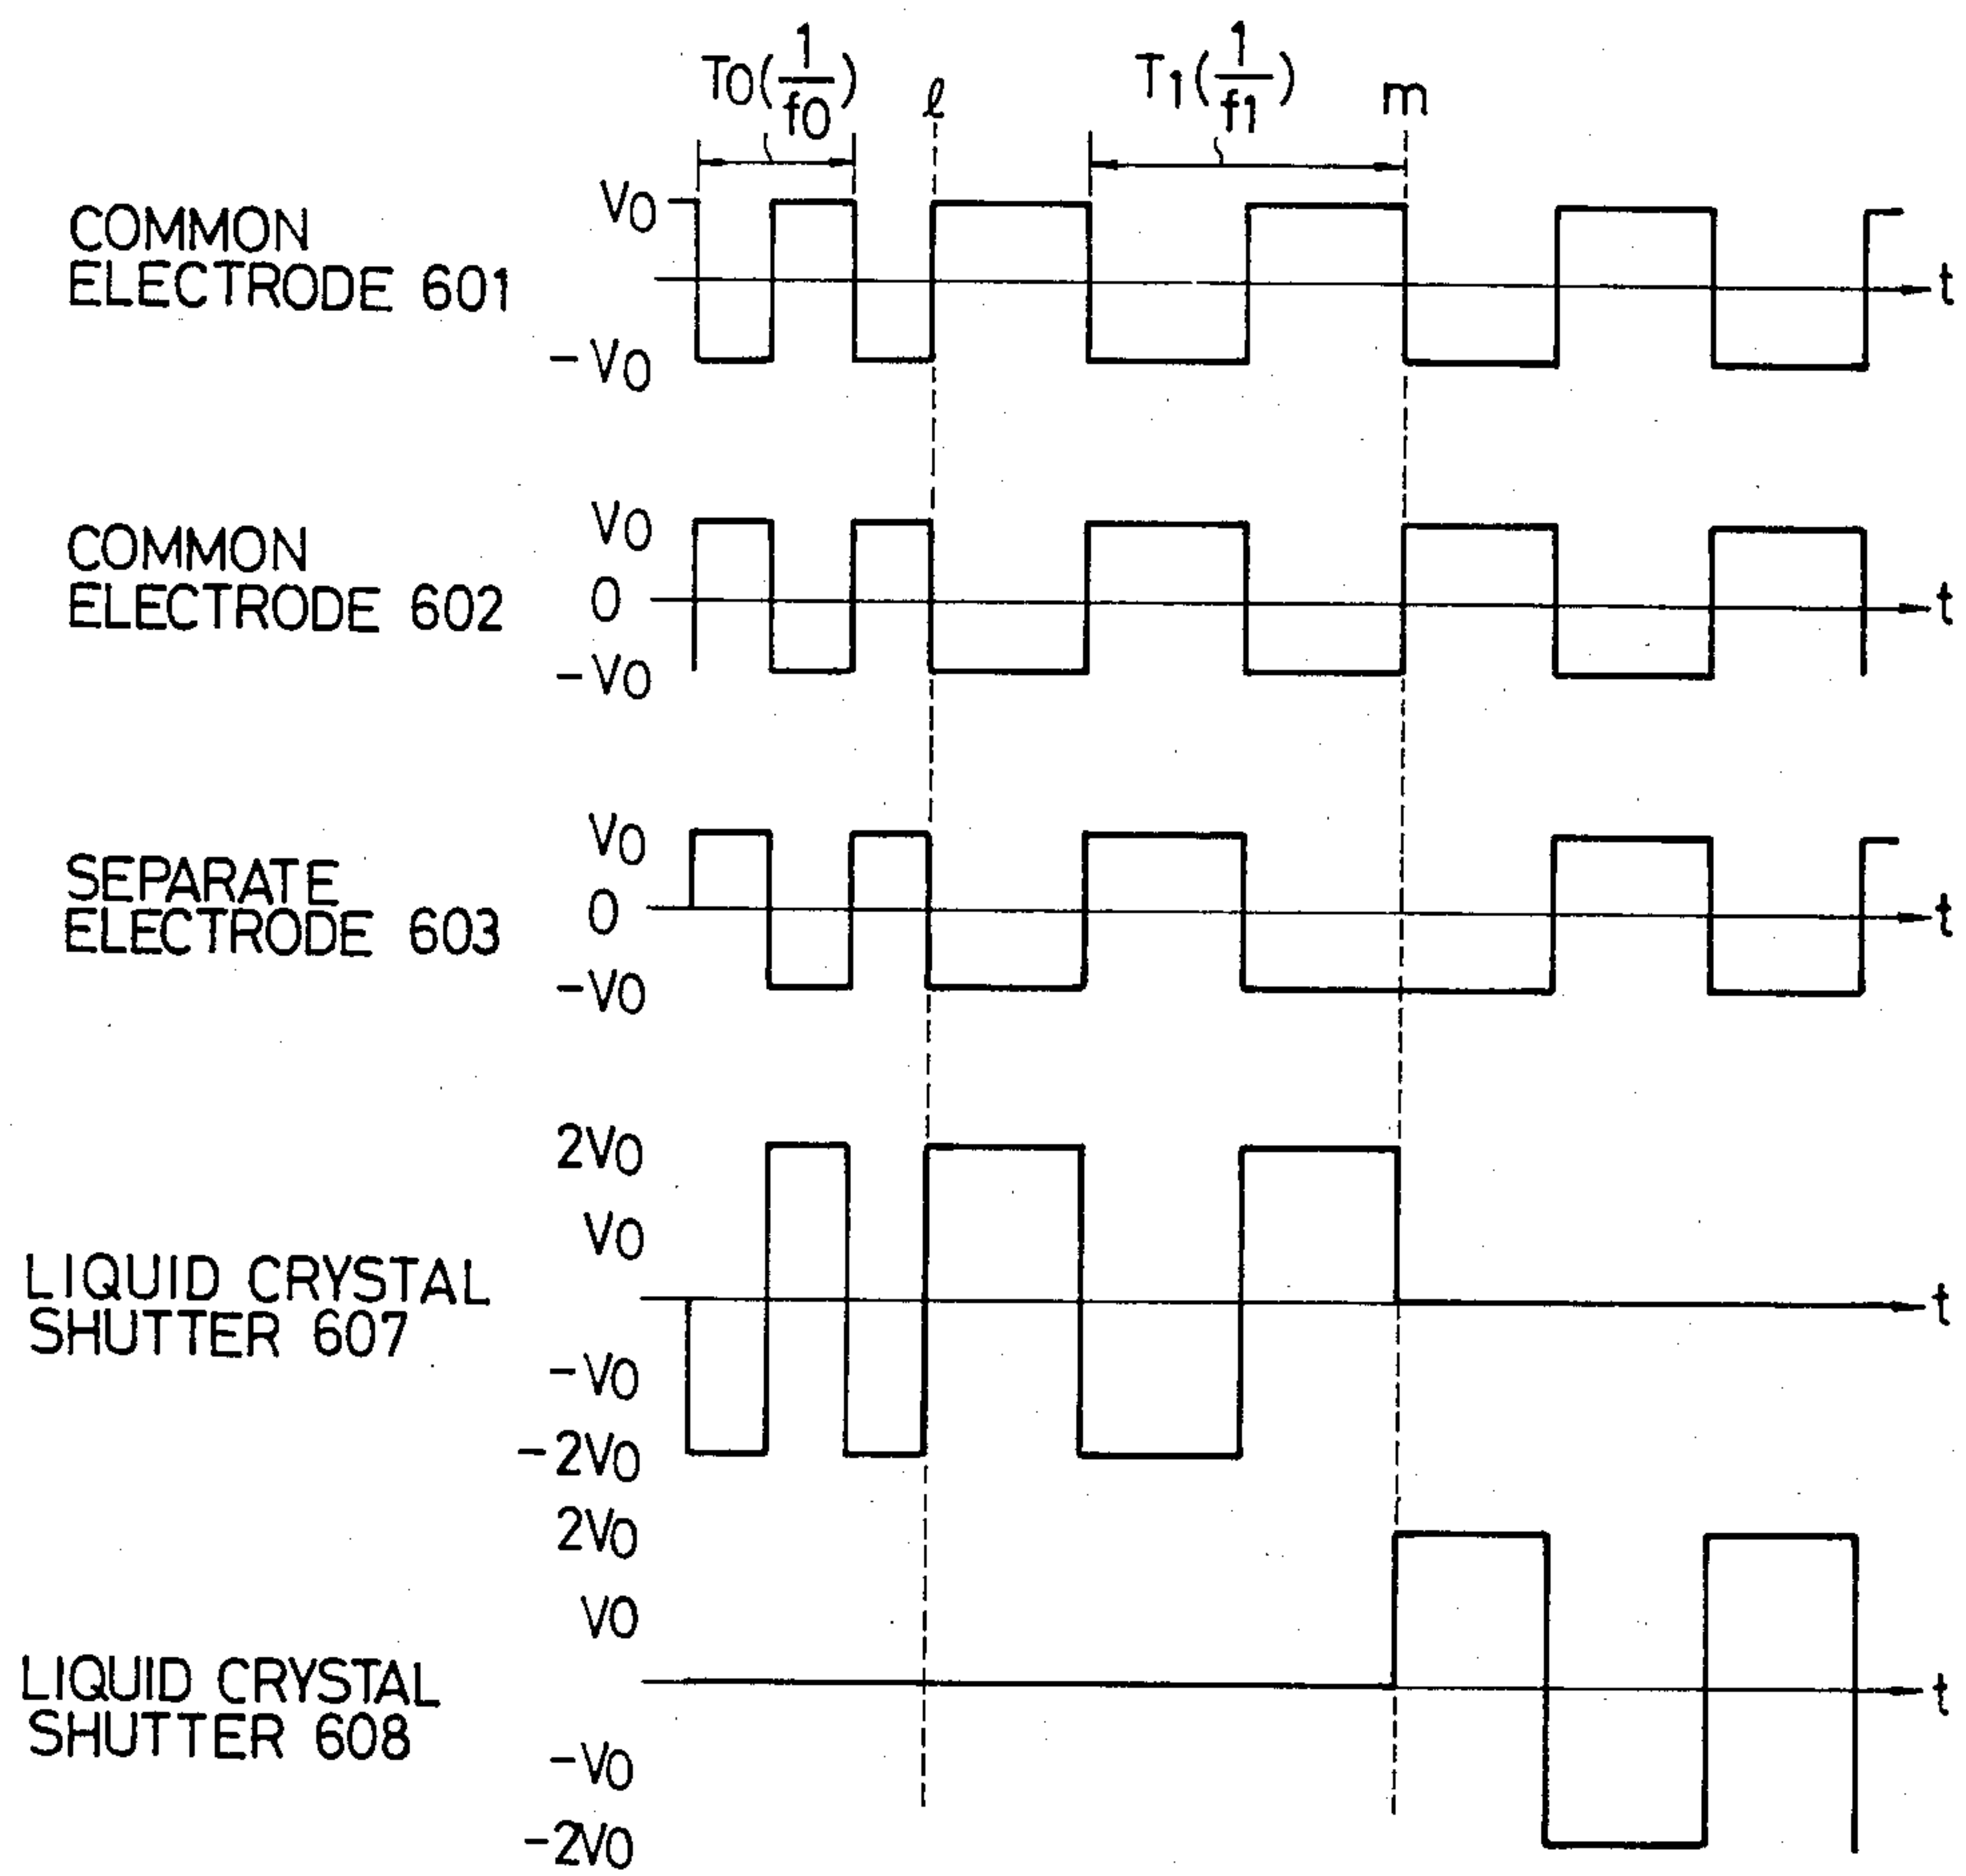 T0(1/f0)
ℓ
T1(1/f1)
m
COMMON
ELECTRODE 601
V0
-V0
t
COMMON
ELECTRODE 602
V0
0
-V0
t
SEPARATE
ELECTRODE 603
V0
0
-V0
t
LIQUID CRYSTAL
SHUTTER 607
2V0
V0
-V0
-2V0
t
LIQUID CRYSTAL
SHUTTER 608
2V0
V0
-V0
-2V0
t